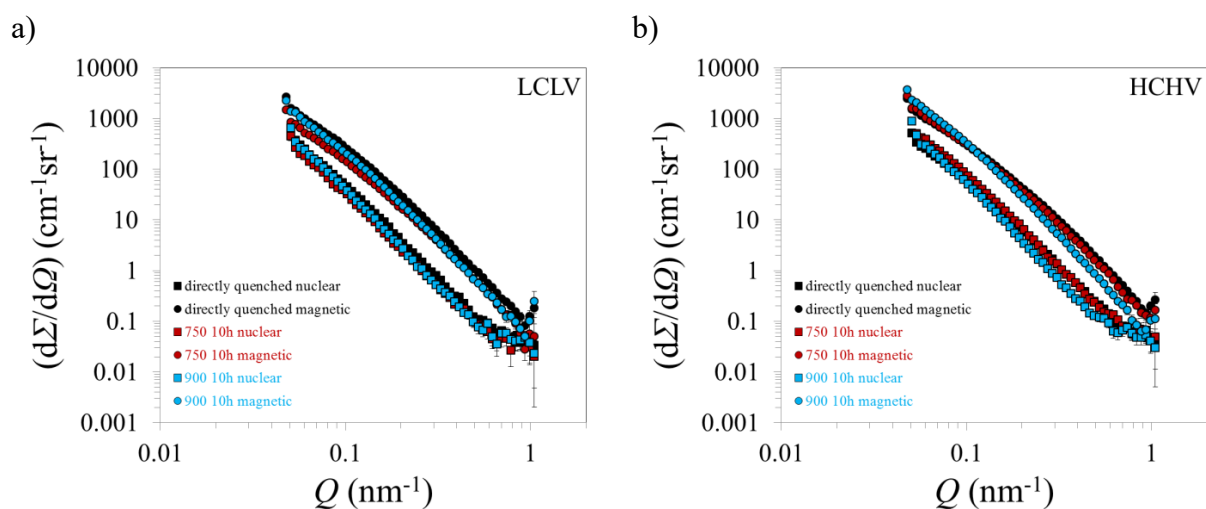 a)
LCLV
10000
1000
100
10
1
0.1
0.01
0.001
(dΣ/dΩ) (cm⁻¹sr⁻¹)
directly quenched nuclear
directly quenched magnetic
750 10h nuclear
750 10h magnetic
900 10h nuclear
900 10h magnetic
0.01
0.1
1
Q (nm⁻¹)
b)
HCHV
10000
1000
100
10
1
0.1
0.01
0.001
(dΣ/dΩ) (cm⁻¹sr⁻¹)
directly quenched nuclear
directly quenched magnetic
750 10h nuclear
750 10h magnetic
900 10h nuclear
900 10h magnetic
0.01
0.1
1
Q (nm⁻¹)